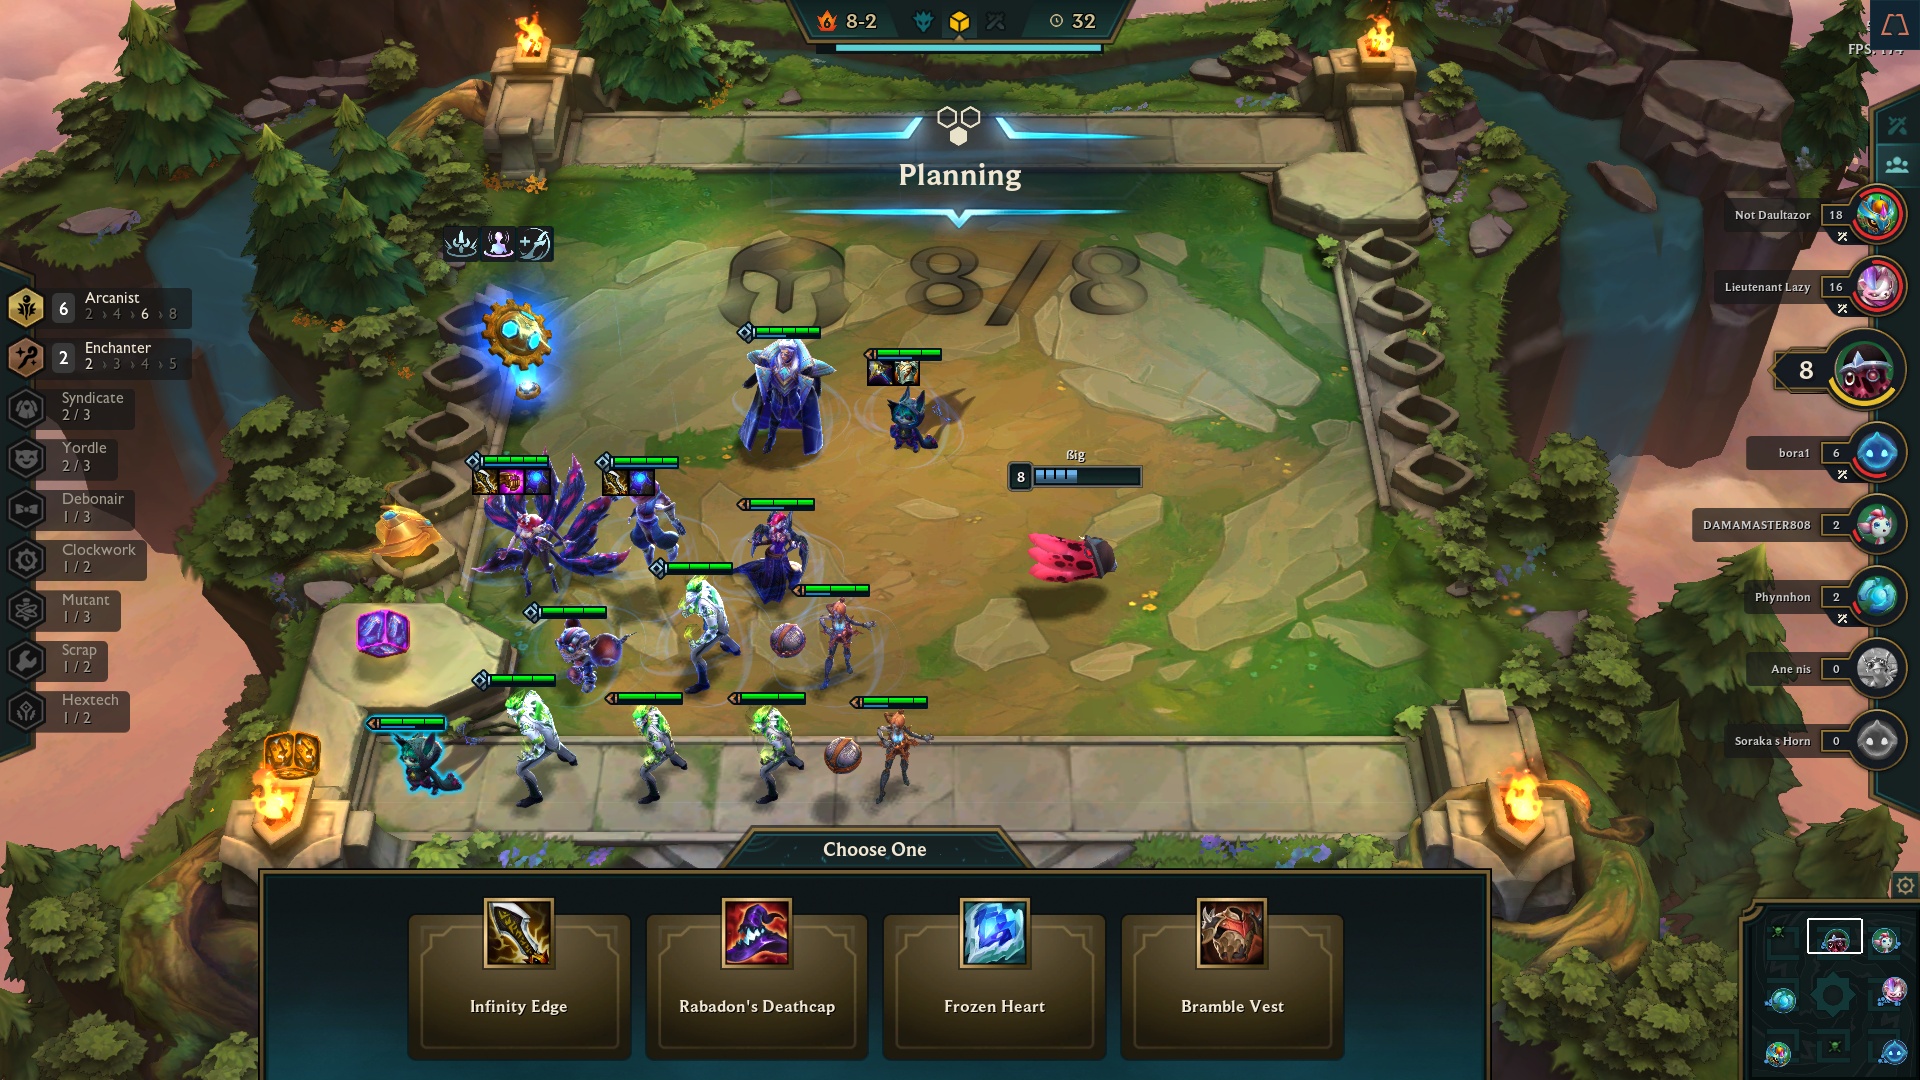 8-2
32
Planning
8/8
6
Arcanist
2 › 4 › 6 › 8
2
Enchanter
2 › 3 › 4 › 5
Syndicate
2 / 3
Yordle
2 / 3
Debonair
1 / 3
Clockwork
1 / 2
Mutant
1 / 3
Scrap
1 / 2
Hextech
1 / 2
Not Daultazor 18
Lieutenant Lazy 16
8
bora1 6
DAMAMASTER808 2
Phynnhon 2
Ane nis 0
Soraka s Horn 0
ßig
8
Choose One
Infinity Edge
Rabadon's Deathcap
Frozen Heart
Bramble Vest